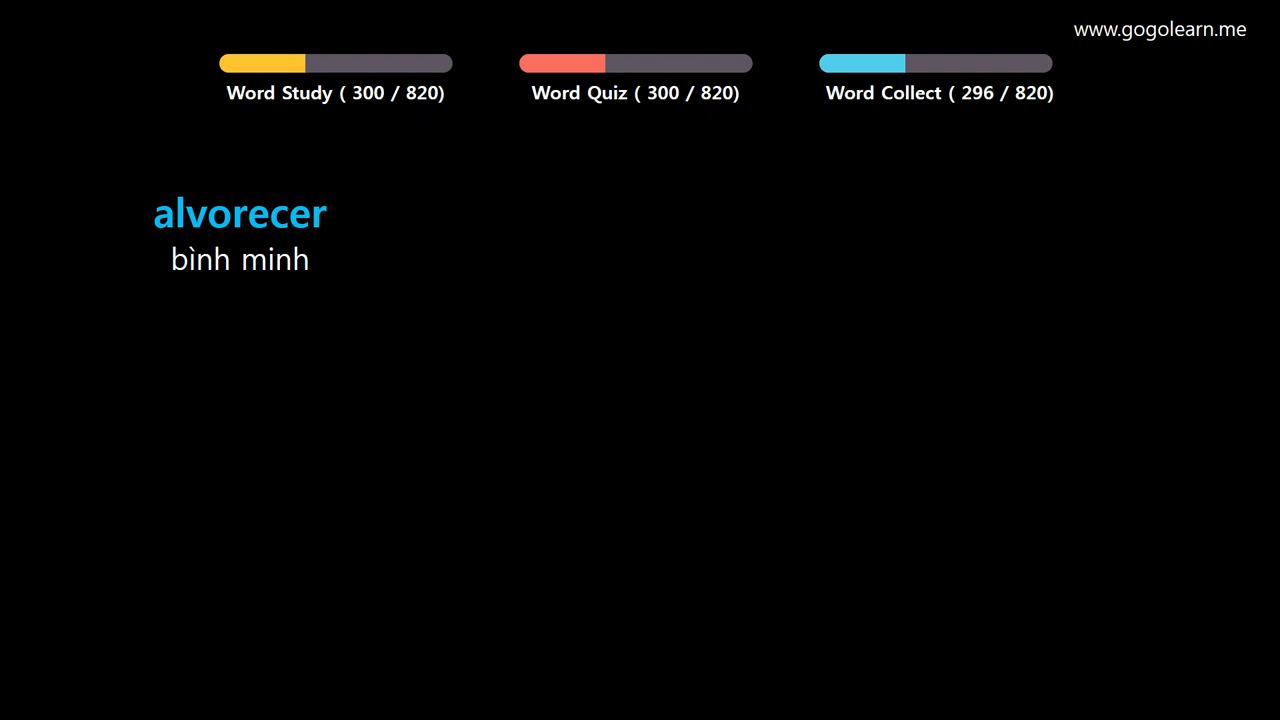 www.gogolearn.me
Word Study ( 300 / 820)
Word Quiz ( 300 / 820)
Word Collect ( 296 / 820)
alvorecer
bình minh